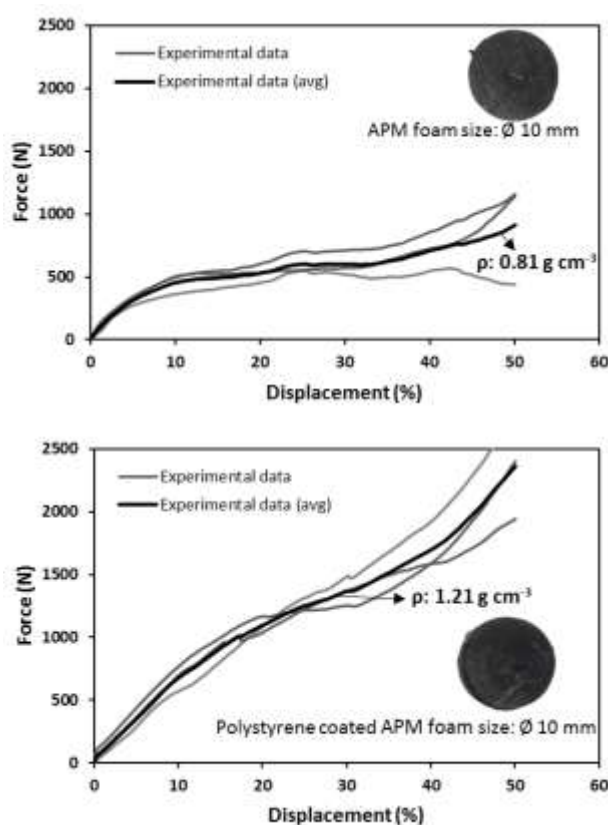 2500
2000
1500
1000
500
0
Force (N)
Experimental data
Experimental data (avg)
APM foam size: Ø 10 mm
ρ: 0.81 g cm⁻³
0 10 20 30 40 50 60
Displacement (%)
2500
2000
1500
1000
500
0
Force (N)
Experimental data
Experimental data (avg)
ρ: 1.21 g cm⁻³
Polystyrene coated APM foam size: Ø 10 mm
0 10 20 30 40 50 60
Displacement (%)